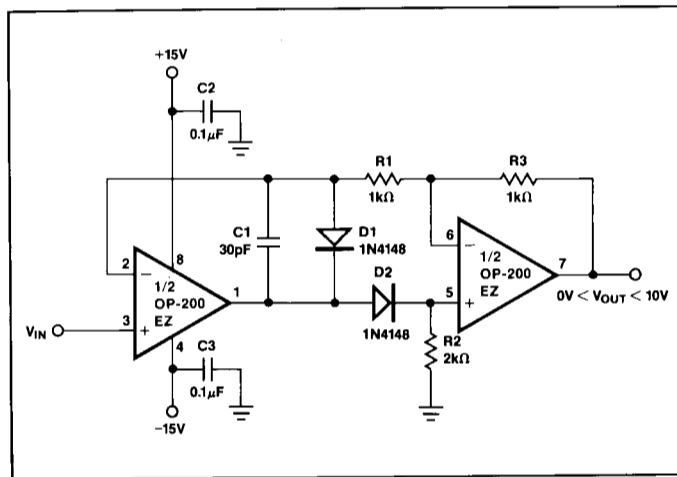 +15V
C2
0.1µF
R1
1kΩ
R3
1kΩ
C1
30pF
D1
1N4148
D2
1N4148
2
8
−
1/2
OP-200
EZ
1
3
+
4
VIN
C3
0.1µF
−15V
6
−
1/2
OP-200
EZ
7
5
+
0V < VOUT < 10V
R2
2kΩ